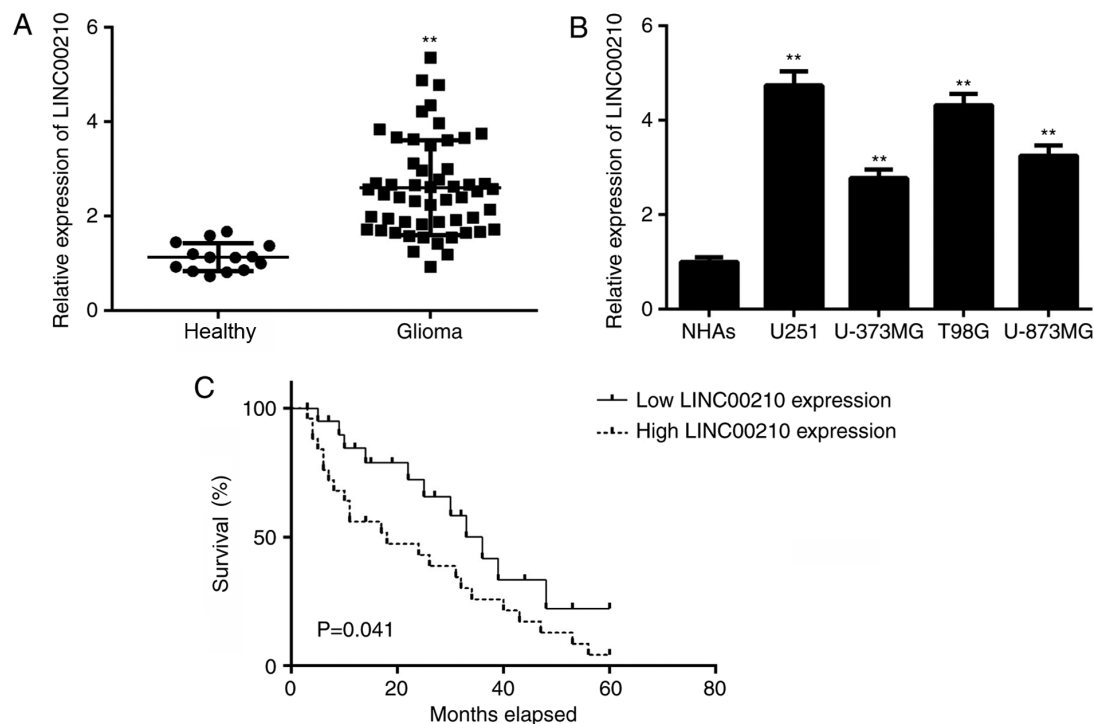 A
Relative expression of LINC00210
6
4
2
0
**
Healthy
Glioma
B
Relative expression of LINC00210
6
4
2
0
**
**
**
**
NHAs
U251
U-373MG
T98G
U-873MG
C
Survival (%)
100
50
0
P=0.041
0
20
40
60
80
Months elapsed
Low LINC00210 expression
High LINC00210 expression